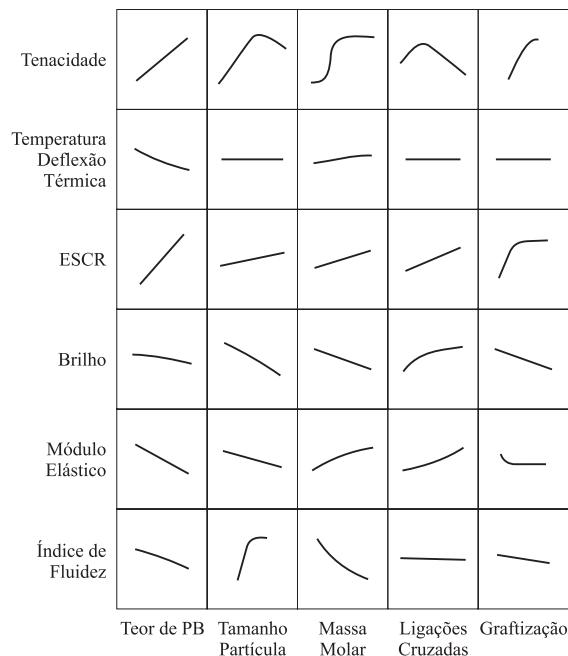 Tenacidade
Temperatura
Deflexão
Térmica
ESCR
Brilho
Módulo
Elástico
Índice de
Fluidez
Teor de PB
Tamanho
Partícula
Massa
Molar
Ligações
Cruzadas
Graftização